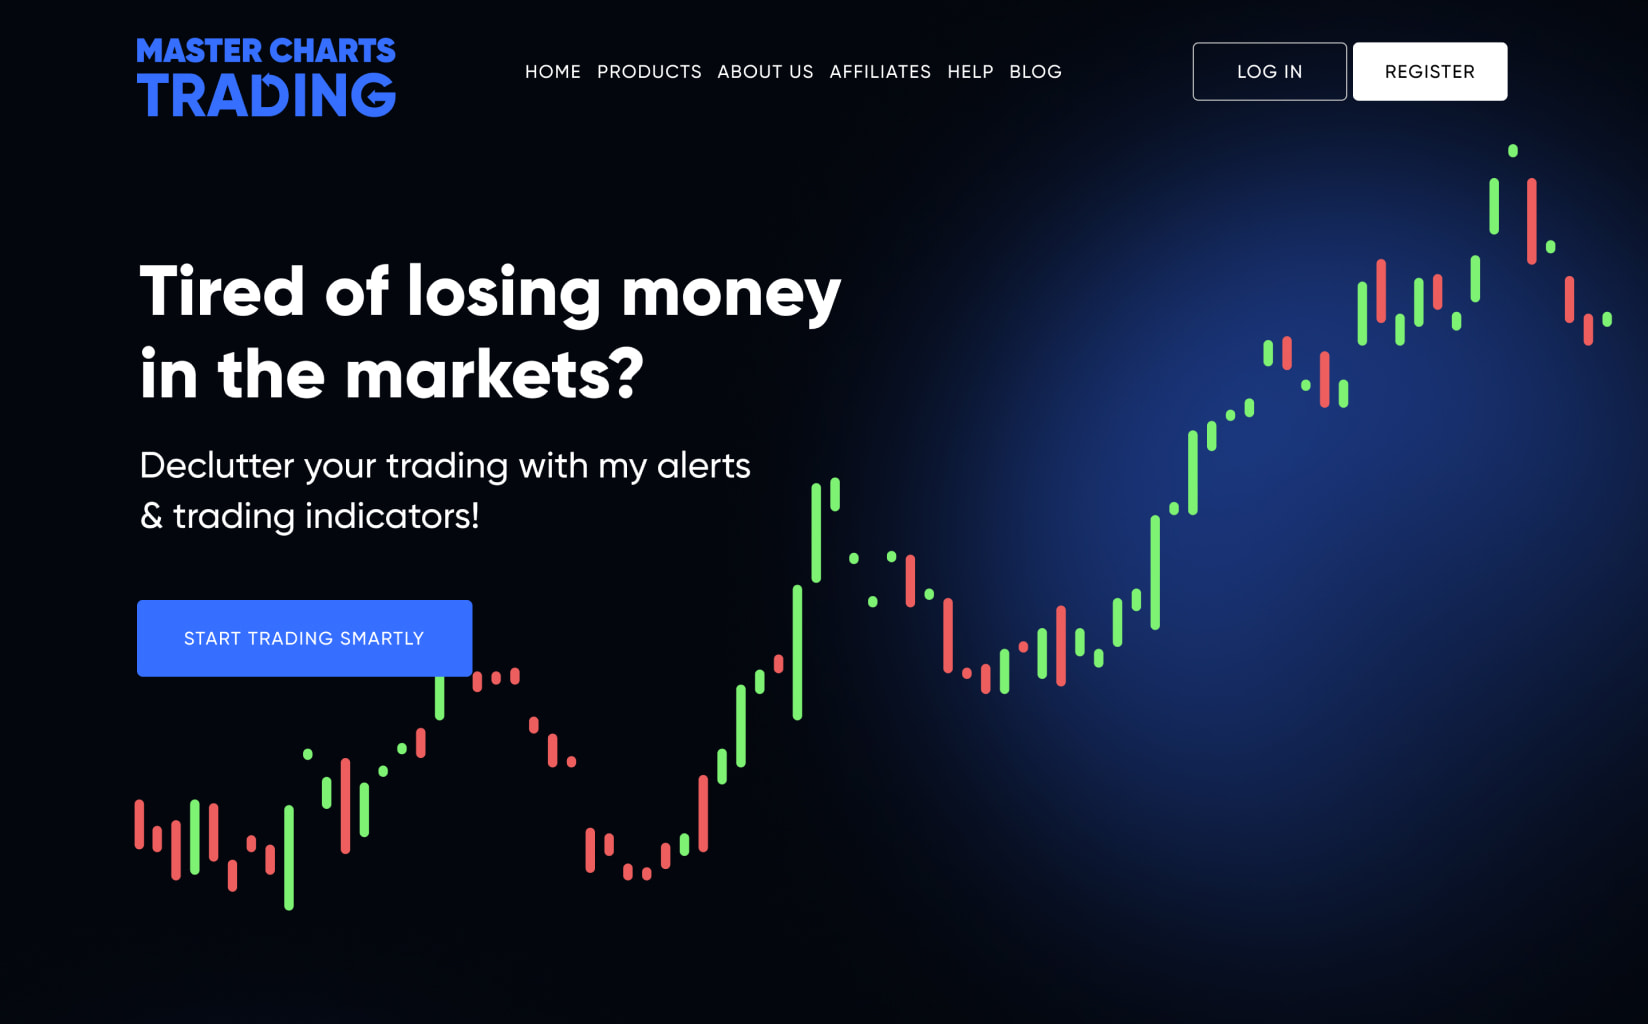 MASTER CHARTS
TRADING
HOME PRODUCTS ABOUT US AFFILIATES HELP BLOG
LOG IN
REGISTER
Tired of losing money
in the markets?
Declutter your trading with my alerts
& trading indicators!
START TRADING SMARTLY